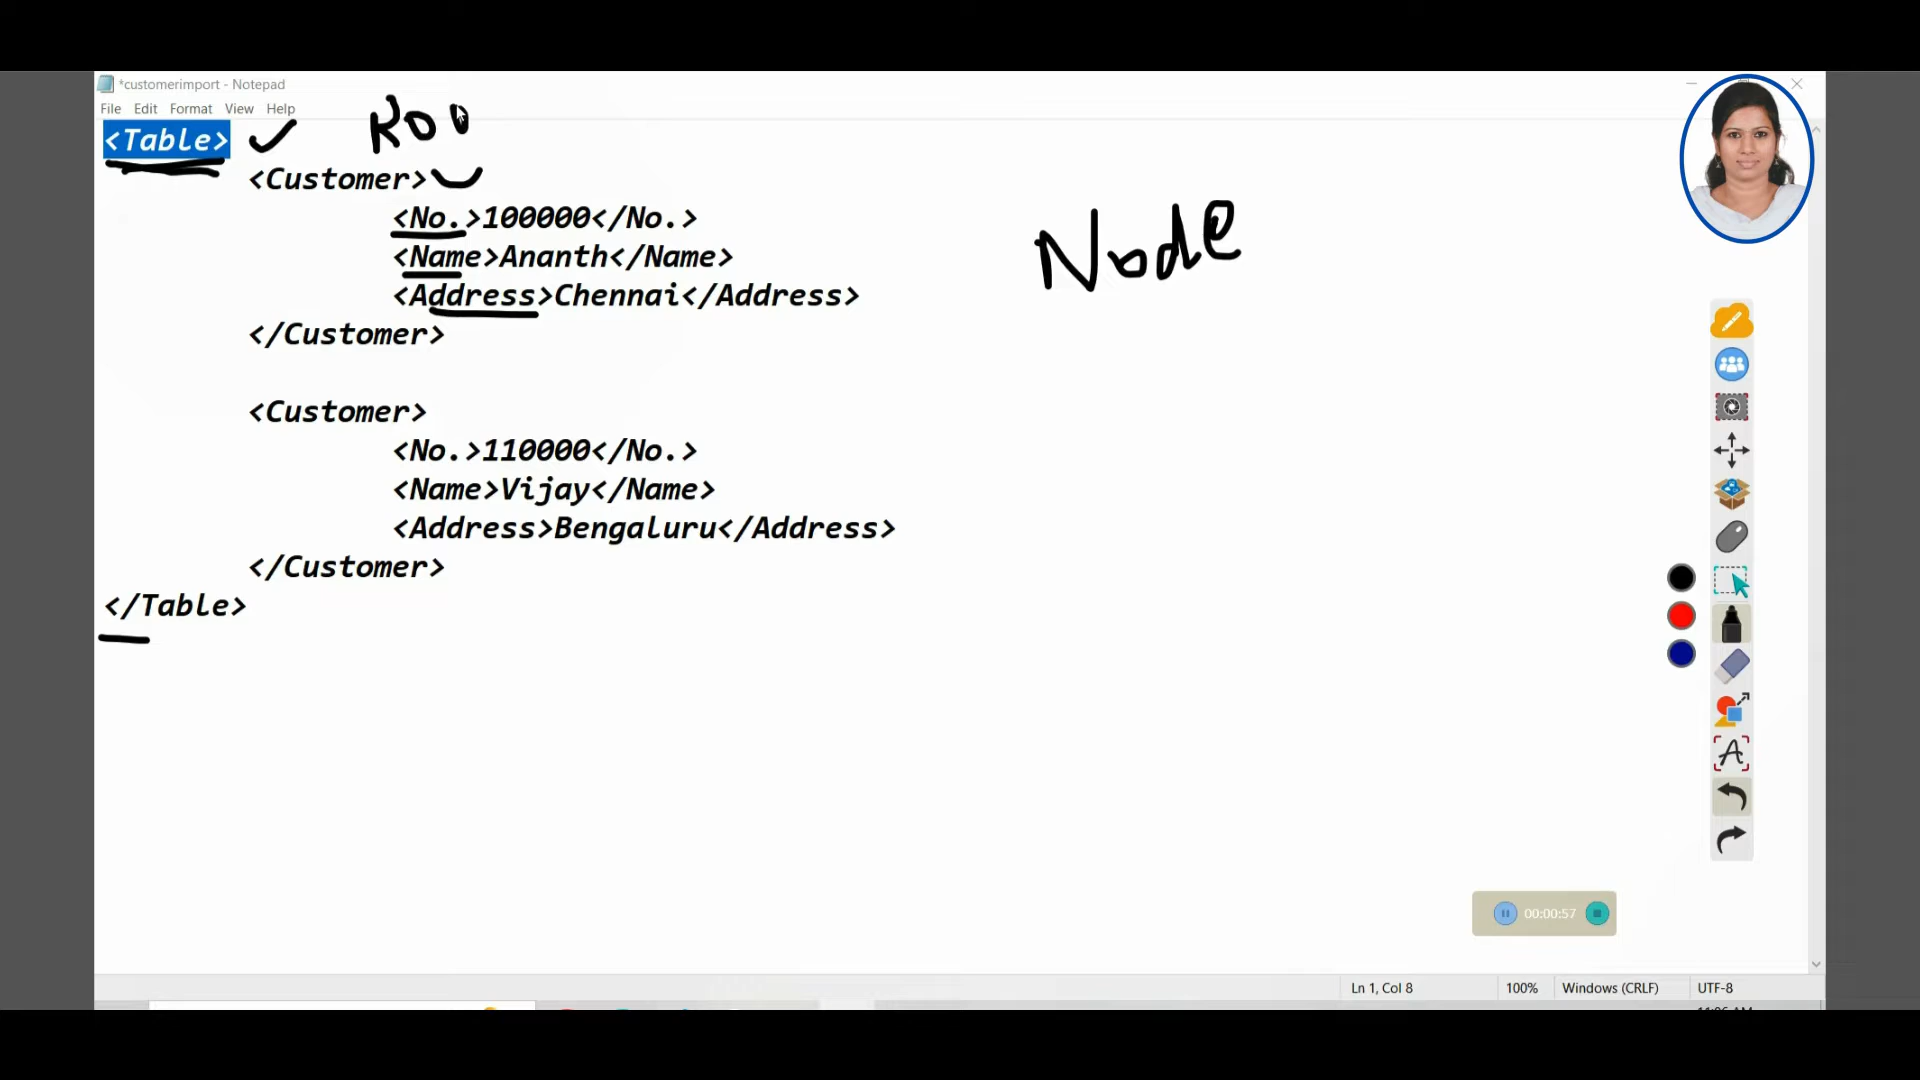 *customerimport - Notepad
File Edit Format View Help
<Table>
Roo
<Customer>
<No.>100000</No.>
<Name>Ananth</Name>
Node
<Address>Chennai</Address>
</Customer>
<Customer>
<No.>110000</No.>
<Name>Vijay</Name>
<Address>Bengaluru</Address>
</Customer>
</Table>
A
00:00:57
Ln 1, Col 8 100% Windows (CRLF) UTF-8